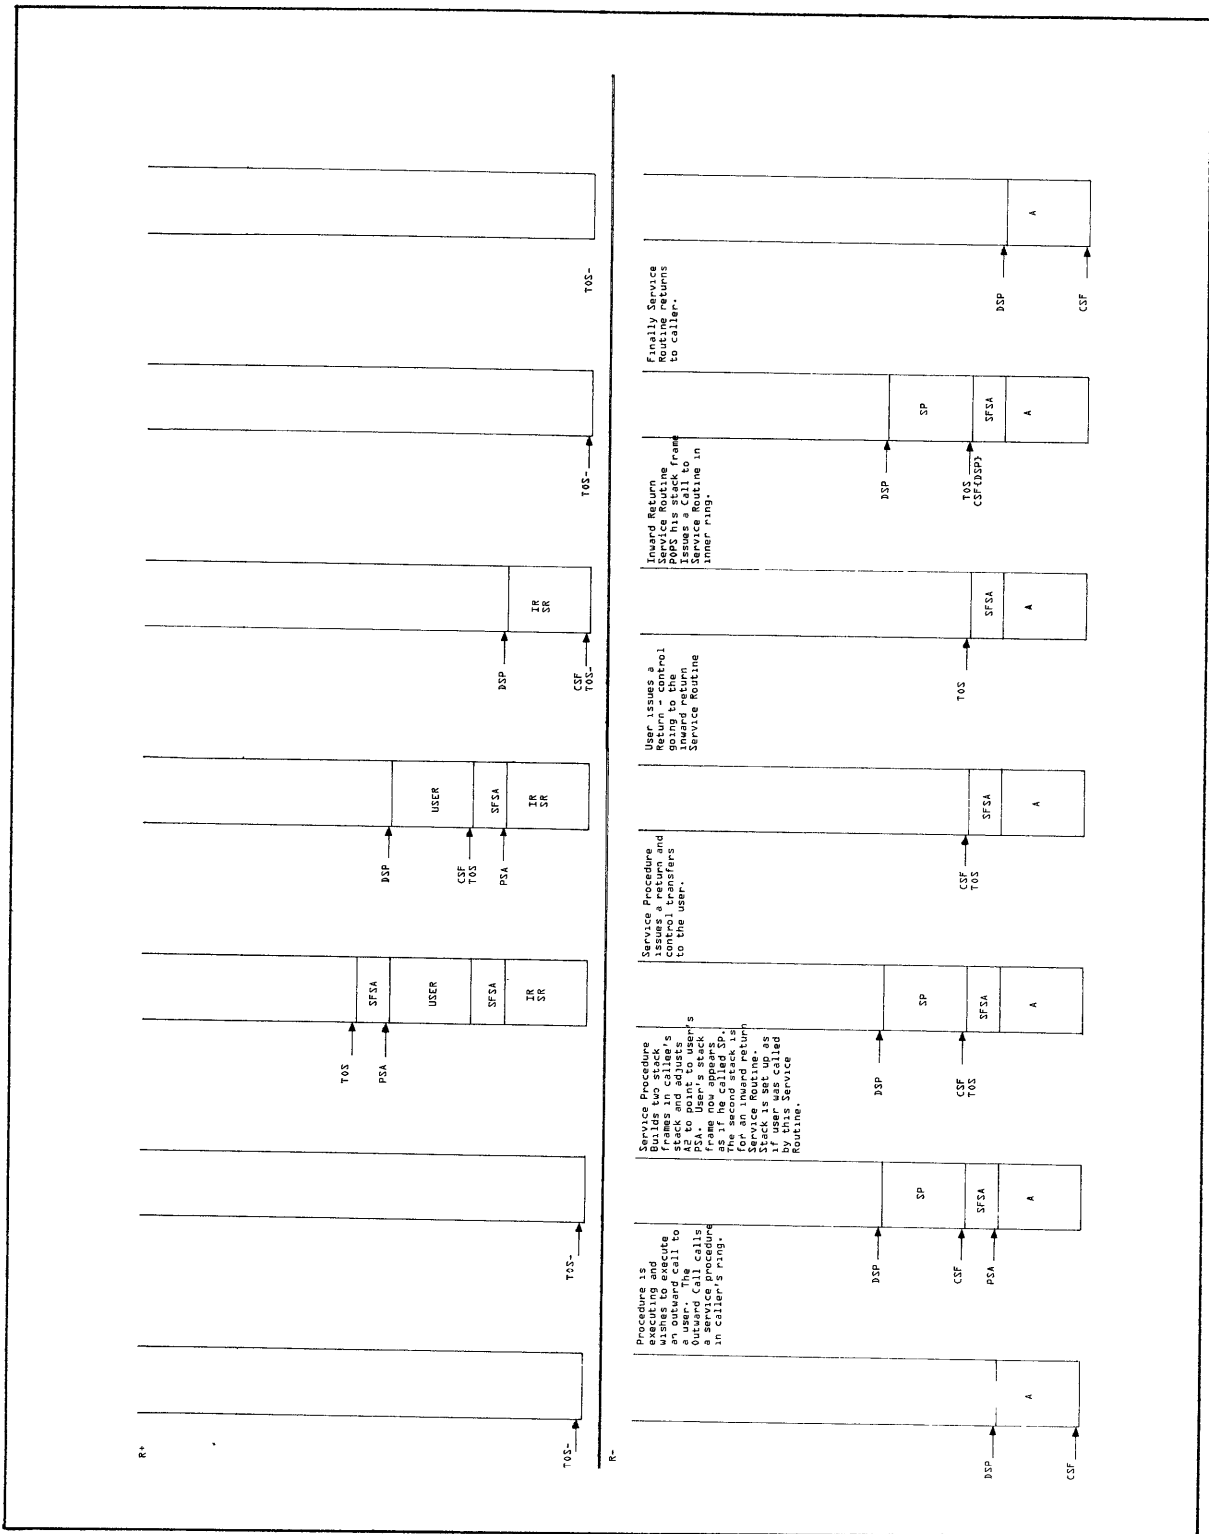 R+
TOS-
TOS-
TOS
PSA
SFSA
USER
SFSA
IR
SR
DSP
CSF
TOS
PSA
USER
SFSA
IR
SR
DSP
CSF
TOS-
IR
SR
TOS-
TOS-
R-
DSP
CSF
A
Procedure is
executing and
wishes to execute
an outward call to
a user. The
Outward Call calls
a service procedure
in caller's ring.
DSP
CSF
PSA
SP
SFSA
A
Service Procedure
Builds two stack
frames in callee's
stack and adjusts
A2 to point to user's
PSA. User's stack
frame now appears
as if he called SP.
The second stack is
for an inward return
Service Routine.
Stack is set up as
if user was called
by this Service
Routine.
DSP
CSF
TOS
SP
SFSA
A
Service Procedure
issues a return and
control transfers
to the user.
CSF
TOS
SFSA
A
User issues a
Return - control
going to the
inward return
Service Routine
TOS
SFSA
A
Inward Return
Service Routine
POPS his stack frame
Issues a Call to
Service Routine in
inner ring.
DSP
TOS
CSF{DSP}
SP
SFSA
A
Finally Service
Routine returns
to caller.
DSP
CSF
A